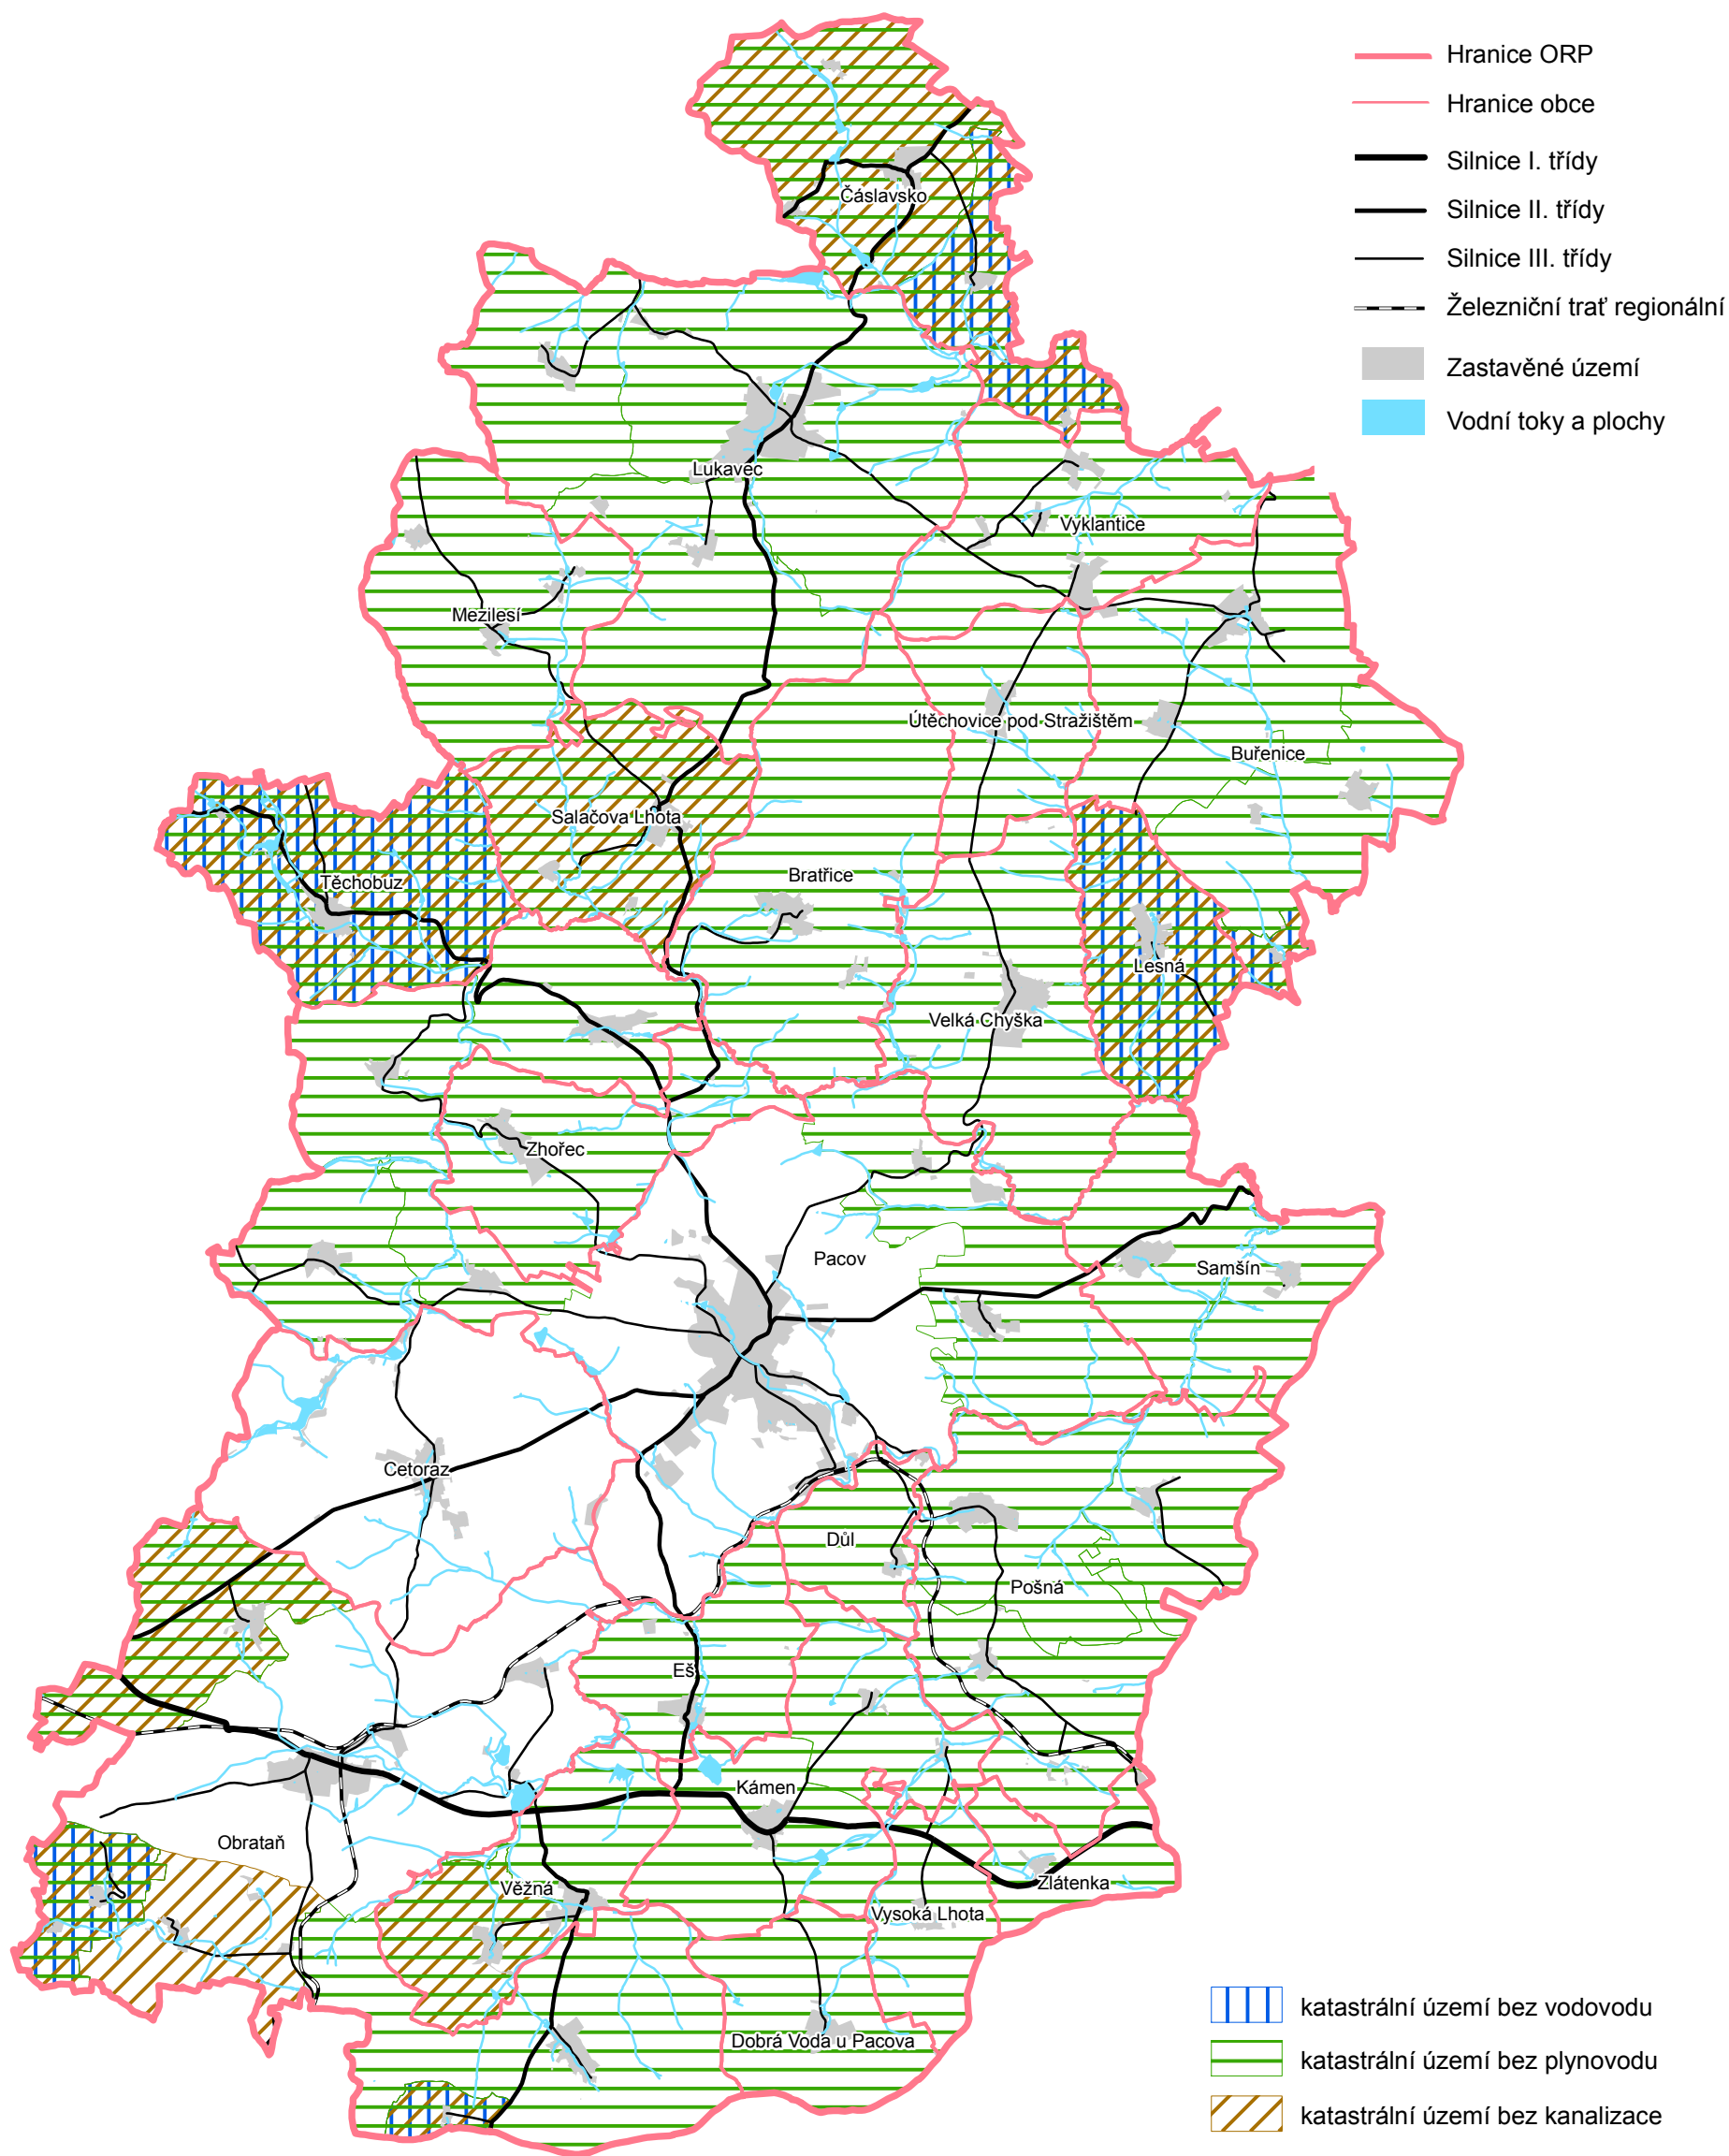 Hranice ORP
Hranice obce
Silnice I. třídy
Silnice II. třídy
Silnice III. třídy
Železniční trať regionální
Zastavěné území
Vodní toky a plochy
Čáslavsko
Lukavec
Vyklantice
Mezilesí
Útěchovice pod Stražištěm
Buřenice
Salačova Lhota
Bratřice
Těchobuz
Lesná
Velká Chyška
Zhořec
Pacov
Samšín
Cetoraz
Důl
Pošná
Eš
Kámen
Obrataň
Zlátenka
Věžná
Vysoká Lhota
Dobrá Voda u Pacova
katastrální území bez vodovodu
katastrální území bez plynovodu
katastrální území bez kanalizace